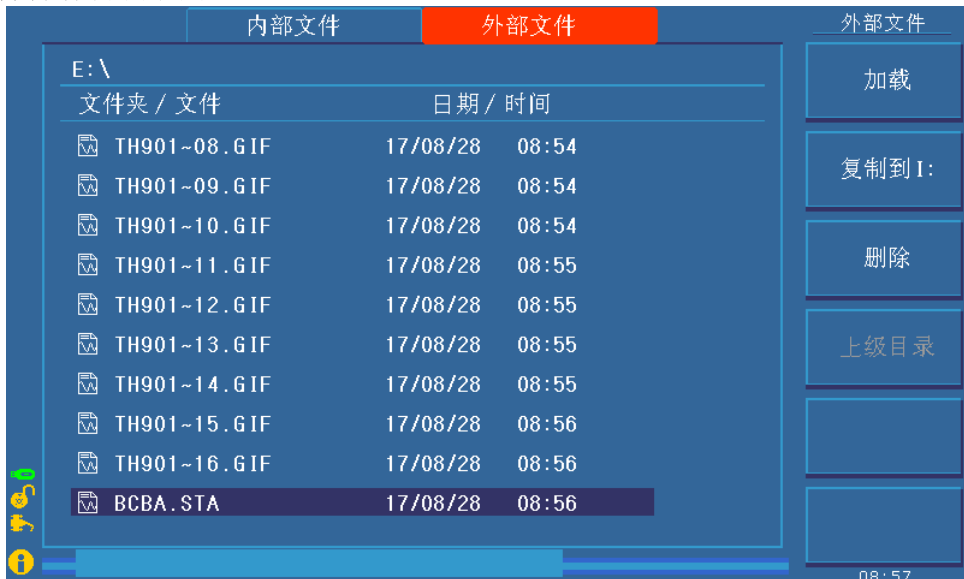 内部文件 外部文件 外部文件
E:\
文件夹 / 文件 日期 / 时间
TH901~08.GIF 17/08/28 08:54
TH901~09.GIF 17/08/28 08:54
TH901~10.GIF 17/08/28 08:54
TH901~11.GIF 17/08/28 08:55
TH901~12.GIF 17/08/28 08:55
TH901~13.GIF 17/08/28 08:55
TH901~14.GIF 17/08/28 08:55
TH901~15.GIF 17/08/28 08:56
TH901~16.GIF 17/08/28 08:56
BCBA.STA 17/08/28 08:56
加载
复制到I:
删除
上级目录
08:57